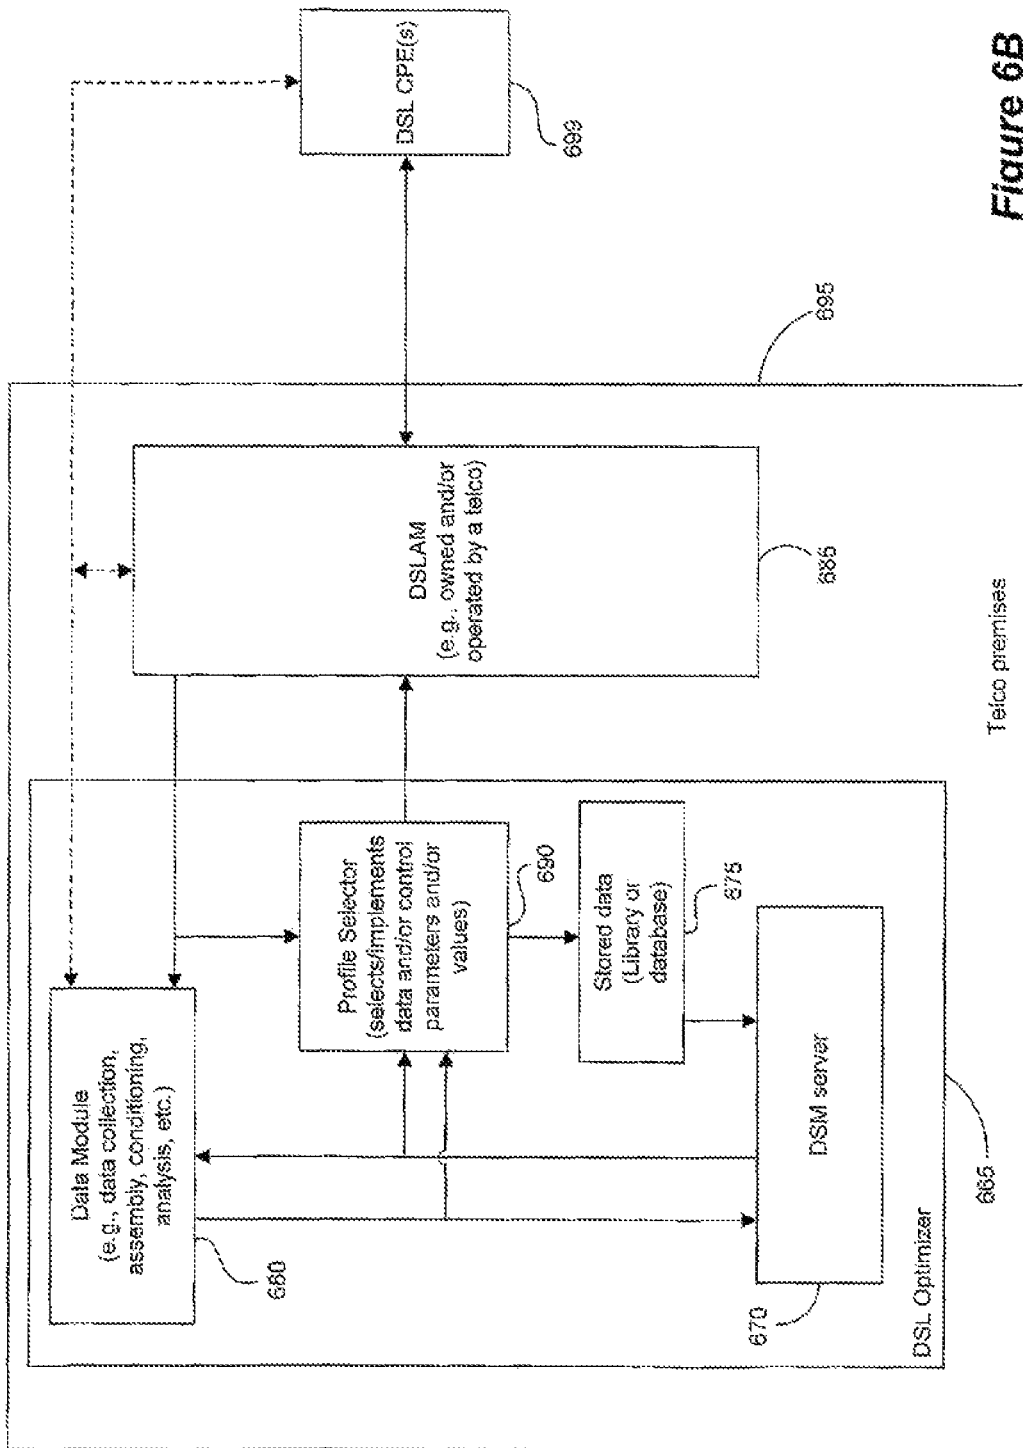 Data Module
(e.g., data collection,
assembly, conditioning,
analysis, etc.)
680
Profile Selector
(selects/implements
data and/or control
parameters and/or
values)
690
Stored data
(Library or
database)
675
DSM server
670
DSL Optimizer
665
DSLAM
(e.g., owned and/or
operated by a telco)
685
Telco premises
695
DSL CPE(s)
699
Figure 6B